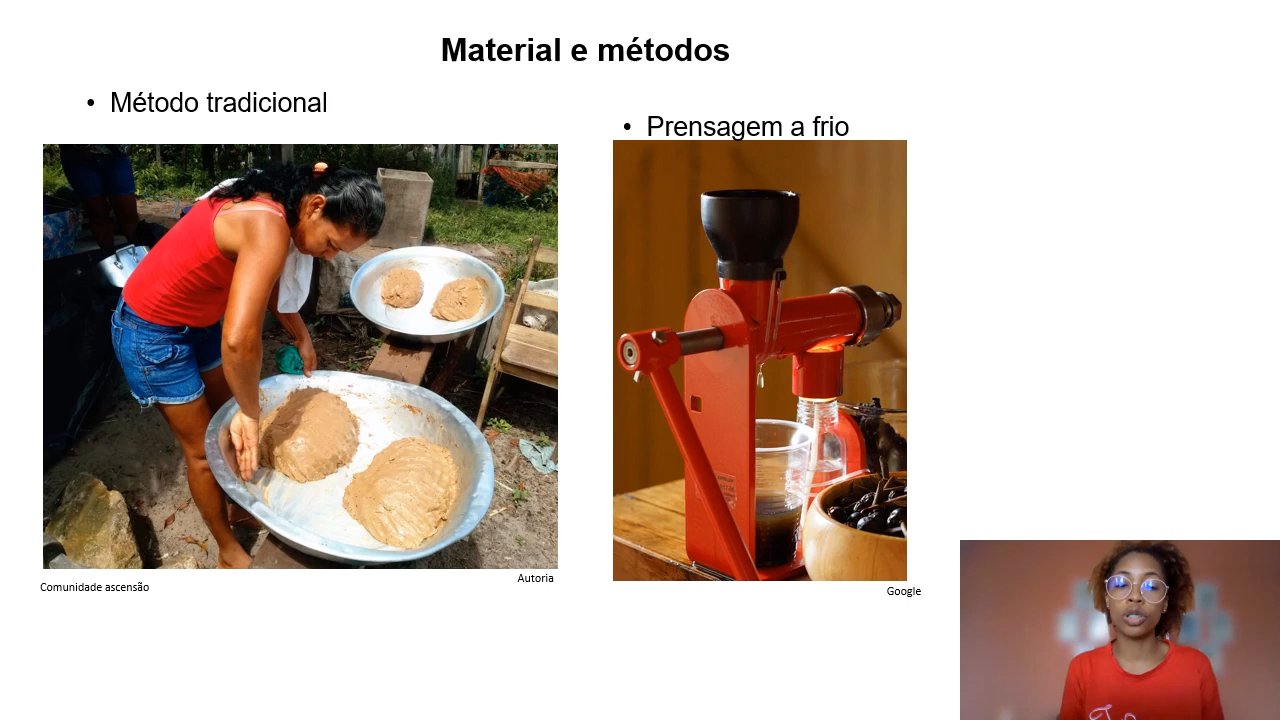 Material e métodos
• Método tradicional
• Prensagem a frio
Autoria
Comunidade ascensão
Google